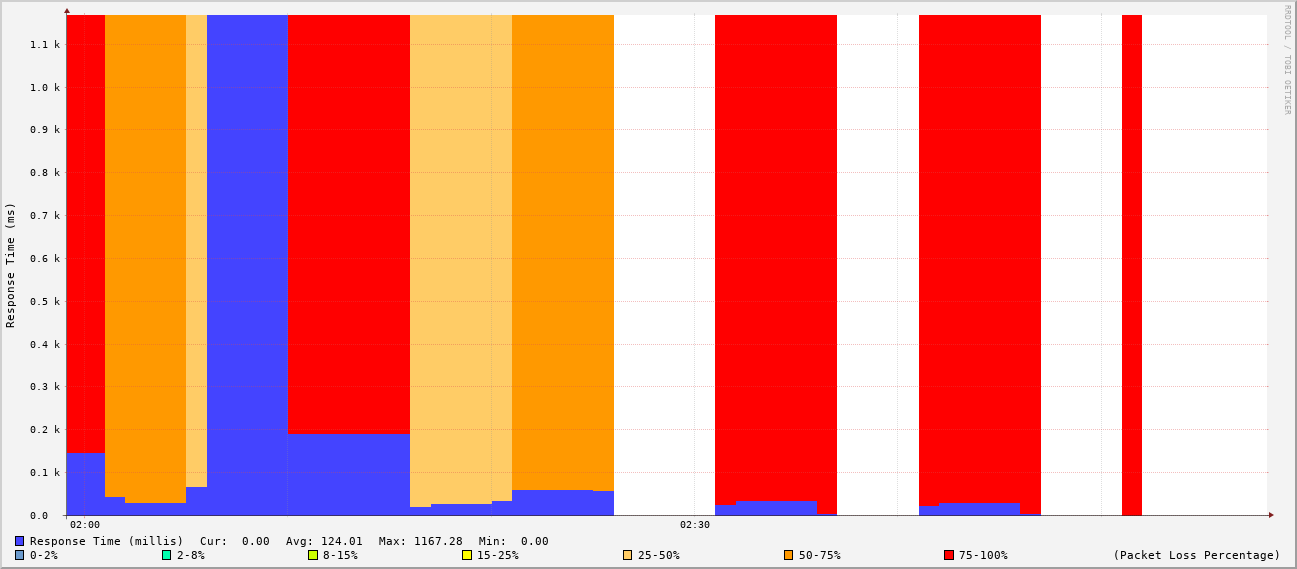 RRDTOOL / TOBI OETIKER
Response Time (ms)
1.1 k
1.0 k
0.9 k
0.8 k
0.7 k
0.6 k
0.5 k
0.4 k
0.3 k
0.2 k
0.1 k
0.0
02:00 02:30
Response Time (millis) Cur: 0.00 Avg: 124.01 Max: 1167.28 Min: 0.00
0-2% 2-8% 8-15% 15-25% 25-50% 50-75% 75-100% (Packet Loss Percentage)